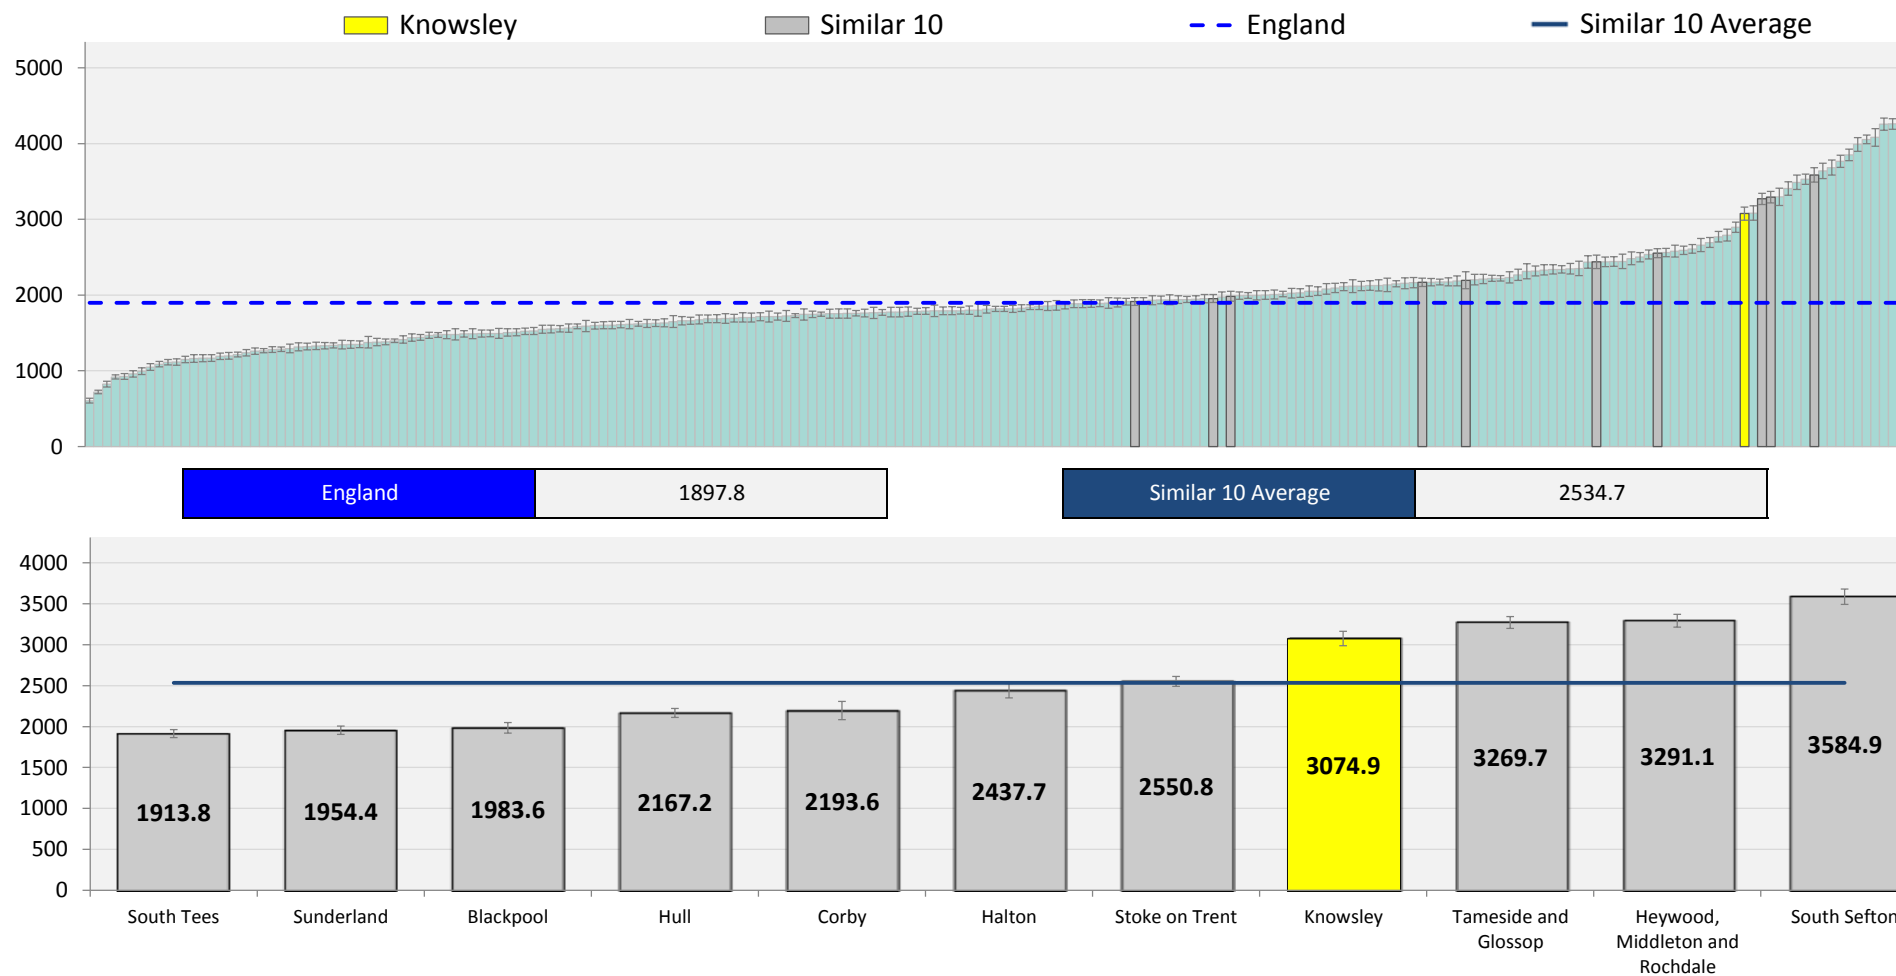 Knowsley Similar 10 England Similar 10 Average
5000
4000
3000
2000
1000
0
England 1897.8 Similar 10 Average 2534.7
4000
3500
3000
2500
2000
1500
1000
500
0
1913.8 1954.4 1983.6 2167.2 2193.6 2437.7 2550.8 3074.9 3269.7 3291.1 3584.9
South Tees Sunderland Blackpool Hull Corby Halton Stoke on Trent Knowsley Tameside and Heywood, South Sefton
Glossop Middleton and
Rochdale